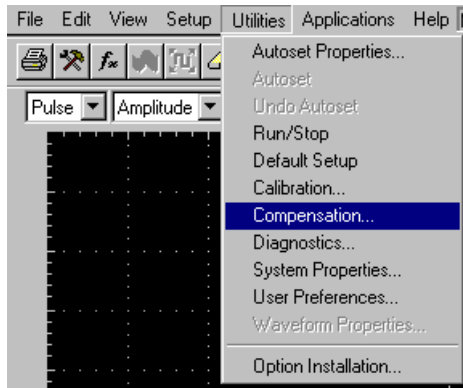 File Edit View Setup Utilities Applications Help
Autoset Properties...
Autoset
Undo Autoset
Pulse Amplitude
Run/Stop
Default Setup
Calibration...
Compensation...
Diagnostics...
System Properties...
User Preferences...
Waveform Properties...
Option Installation...